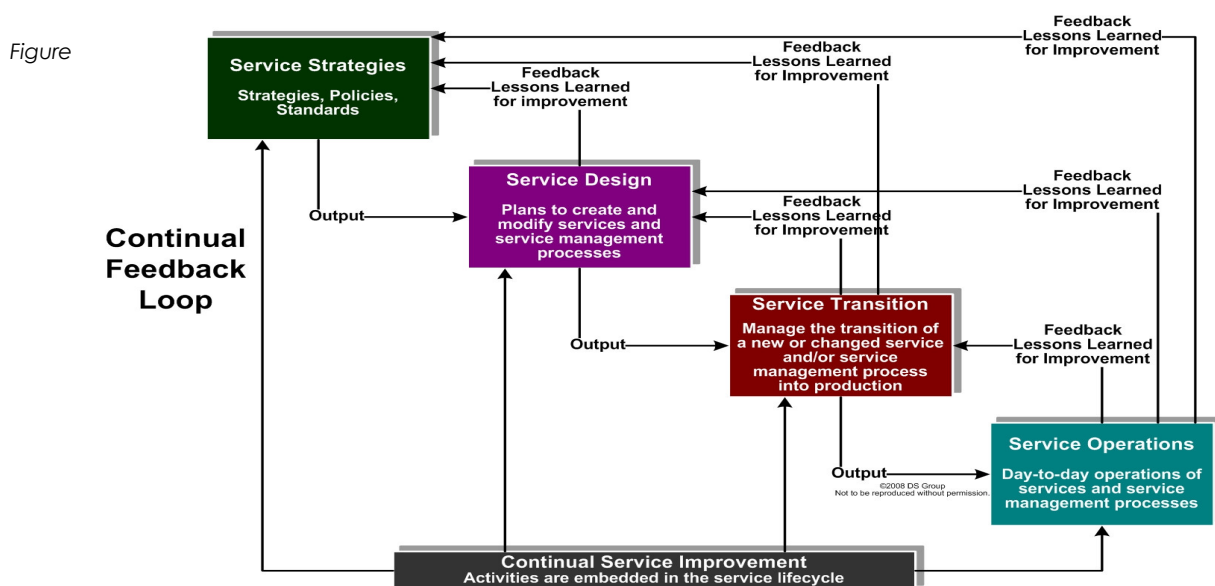 Figure
Feedback
Lessons Learned
for Improvement
Feedback
Lessons Learned
for Improvement
Feedback
Lessons Learned
for improvement
Service Strategies
Strategies, Policies,
Standards
Output
Service Design
Plans to create and
modify services and
service management
processes
Feedback
Lessons Learned
for Improvement
Feedback
Lessons Learned
for Improvement
Continual
Feedback
Loop
Output
Service Transition
Manage the transition of
a new or changed service
and/or service
management process
into production
Feedback
Lessons Learned
for Improvement
Output
©2008 DS Group
Not to be reproduced without permission.
Service Operations
Day-to-day operations of
services and service
management processes
Continual Service Improvement
Activities are embedded in the service lifecycle